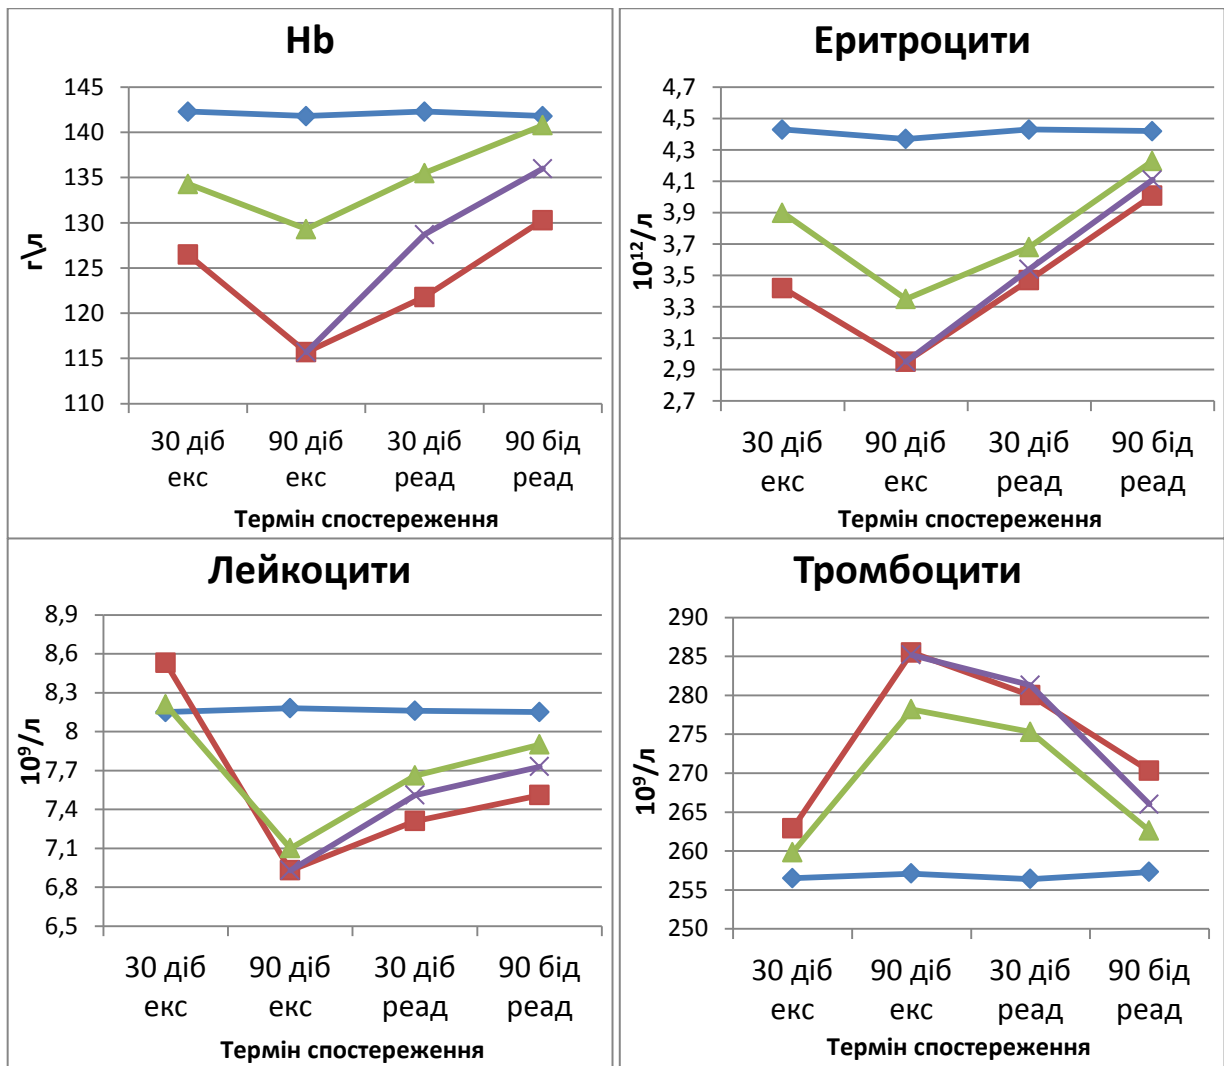 Hb
145
140
135
130
125
120
115
110
г\л
30 діб екс
90 діб екс
30 діб реад
90 бід реад
Термін спостереження
Еритроцити
4,7
4,5
4,3
4,1
3,9
3,7
3,5
3,3
3,1
2,9
2,7
10¹²/л
30 діб екс
90 діб екс
30 діб реад
90 бід реад
Термін спостереження
Лейкоцити
8,9
8,6
8,3
8
7,7
7,4
7,1
6,8
6,5
10⁹/л
30 діб екс
90 діб екс
30 діб реад
90 бід реад
Термін спостереження
Тромбоцити
290
285
280
275
270
265
260
255
250
10⁹/л
30 діб екс
90 діб екс
30 діб реад
90 бід реад
Термін спостереження